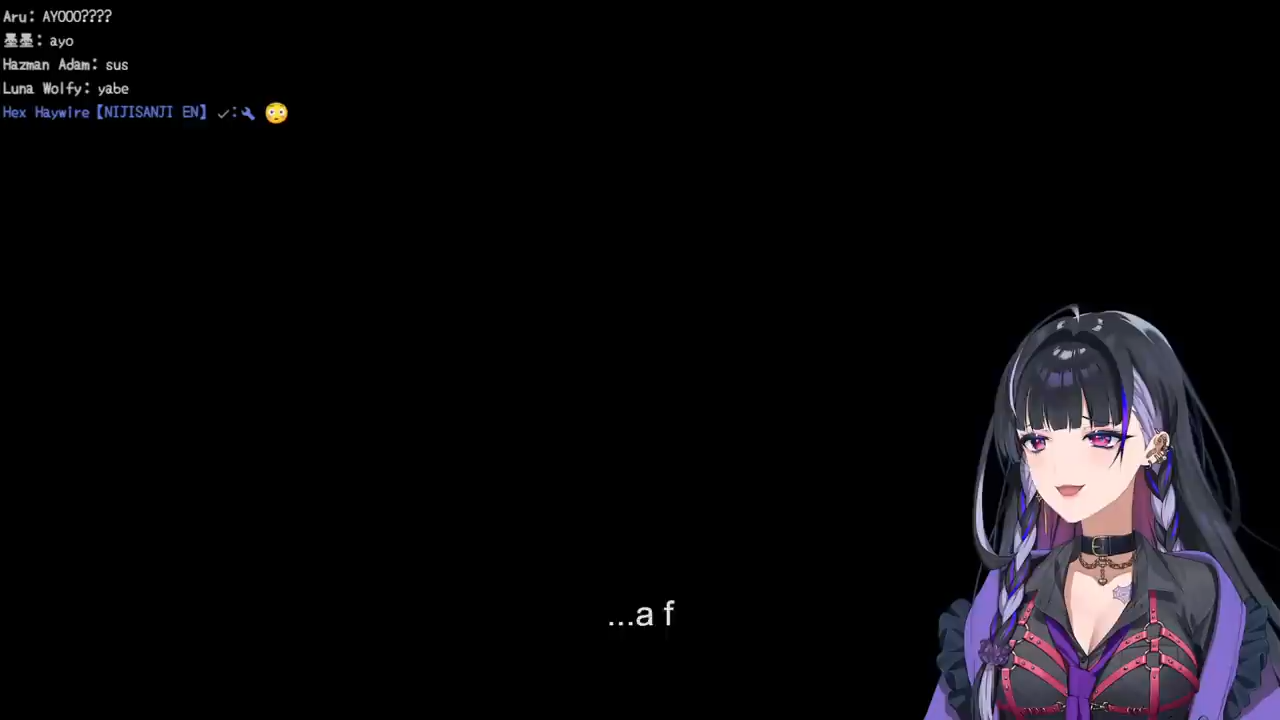 Aru: AYOOO????
墨墨: ayo
Hazman Adam: sus
Luna Wolfy: yabe
Hex Haywire【NIJISANJI EN】 ✓:🔧 😳
...a f